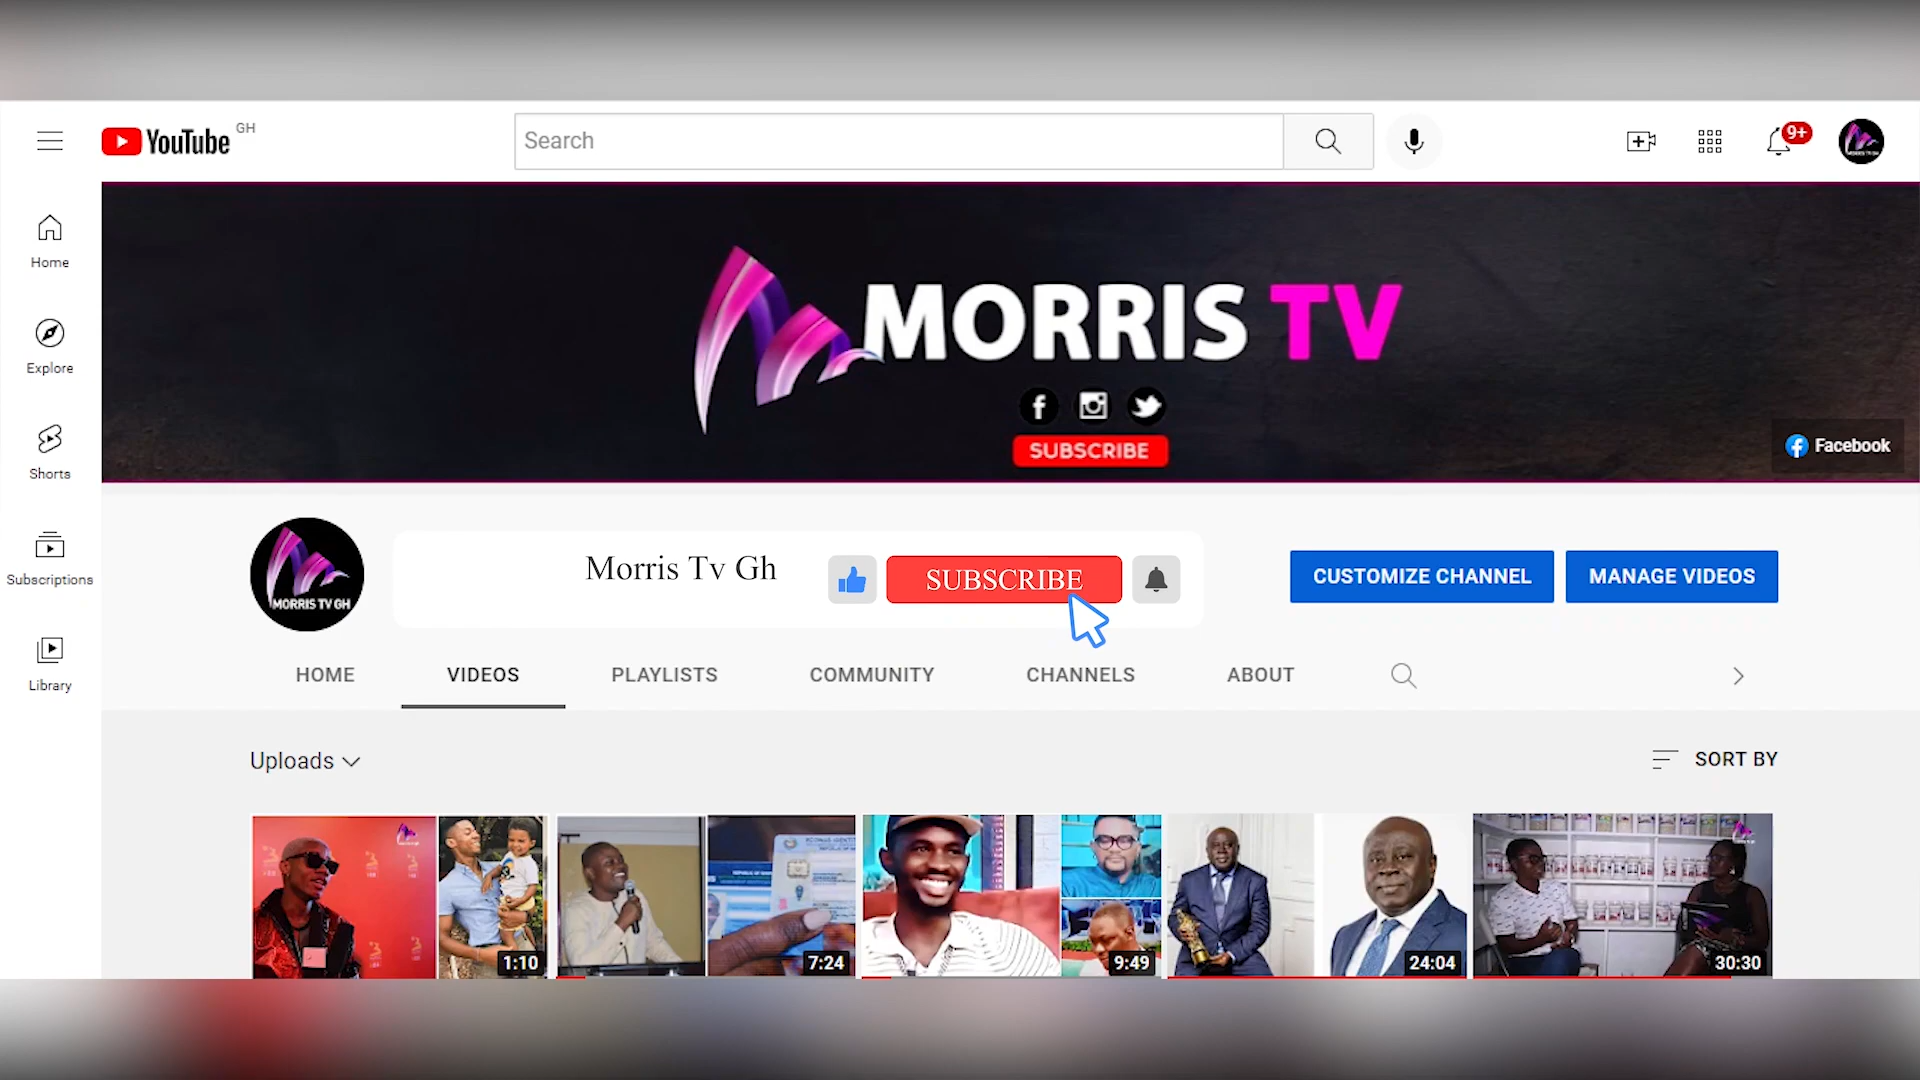 YouTube GH
Search
9+
Home
Explore
Shorts
Subscriptions
Library
MORRIS TV
SUBSCRIBE
Facebook
MORRIS TV GH
Morris Tv Gh
SUBSCRIBE
CUSTOMIZE CHANNEL
MANAGE VIDEOS
HOME
VIDEOS
PLAYLISTS
COMMUNITY
CHANNELS
ABOUT
Uploads
SORT BY
1:10
7:24
9:49
24:04
30:30